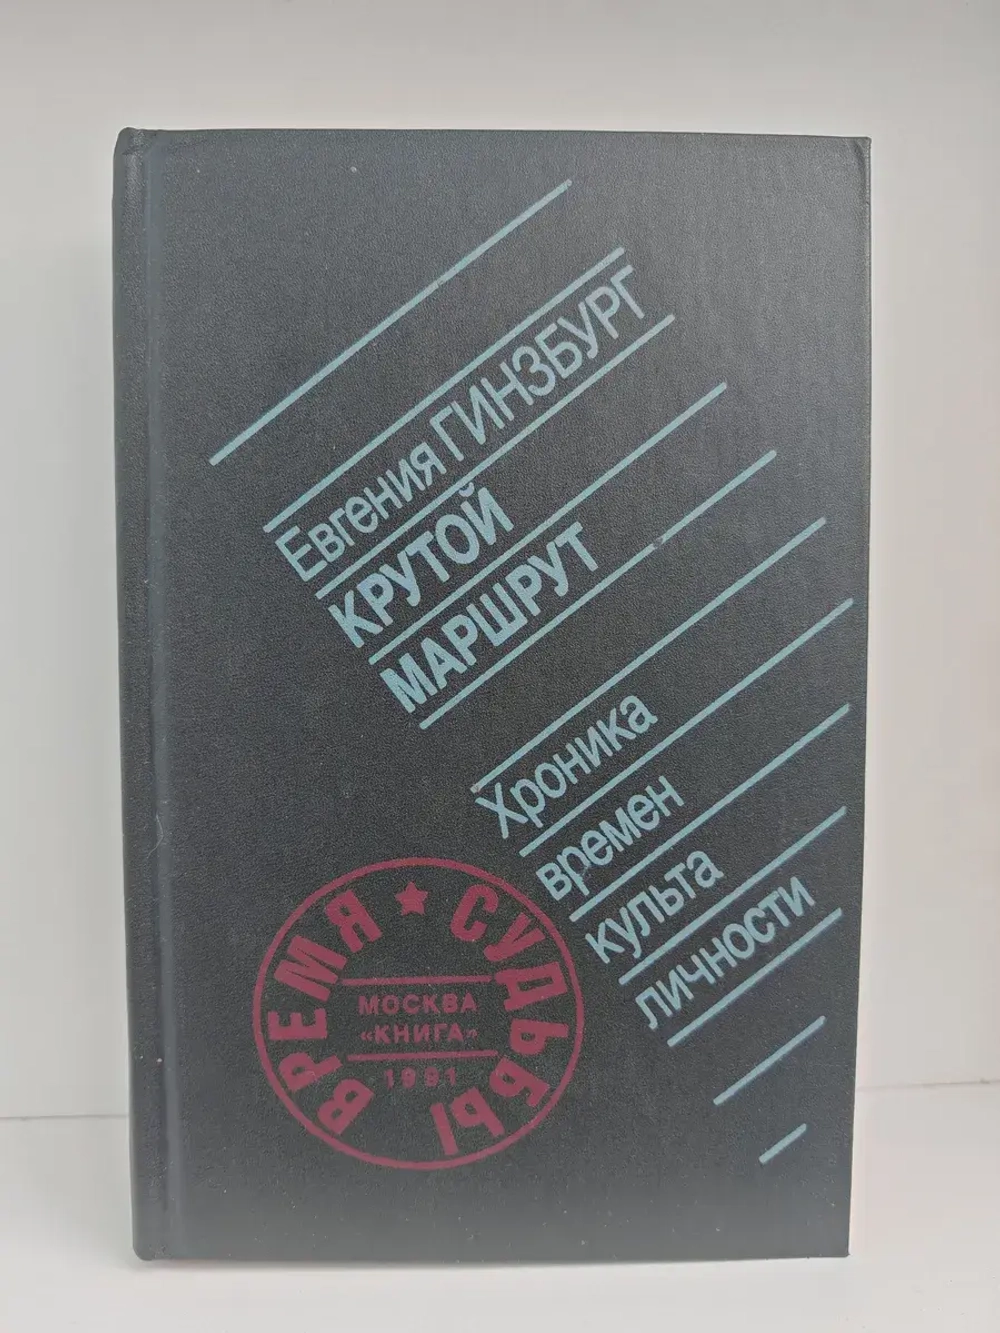 Евгения ГИНЗБУРГ
КРУТОЙ
МАРШРУТ
Хроника
времен
культа
личности
ВРЕМЯ ★ СУДЬБЫ
МОСКВА
«КНИГА»
1991